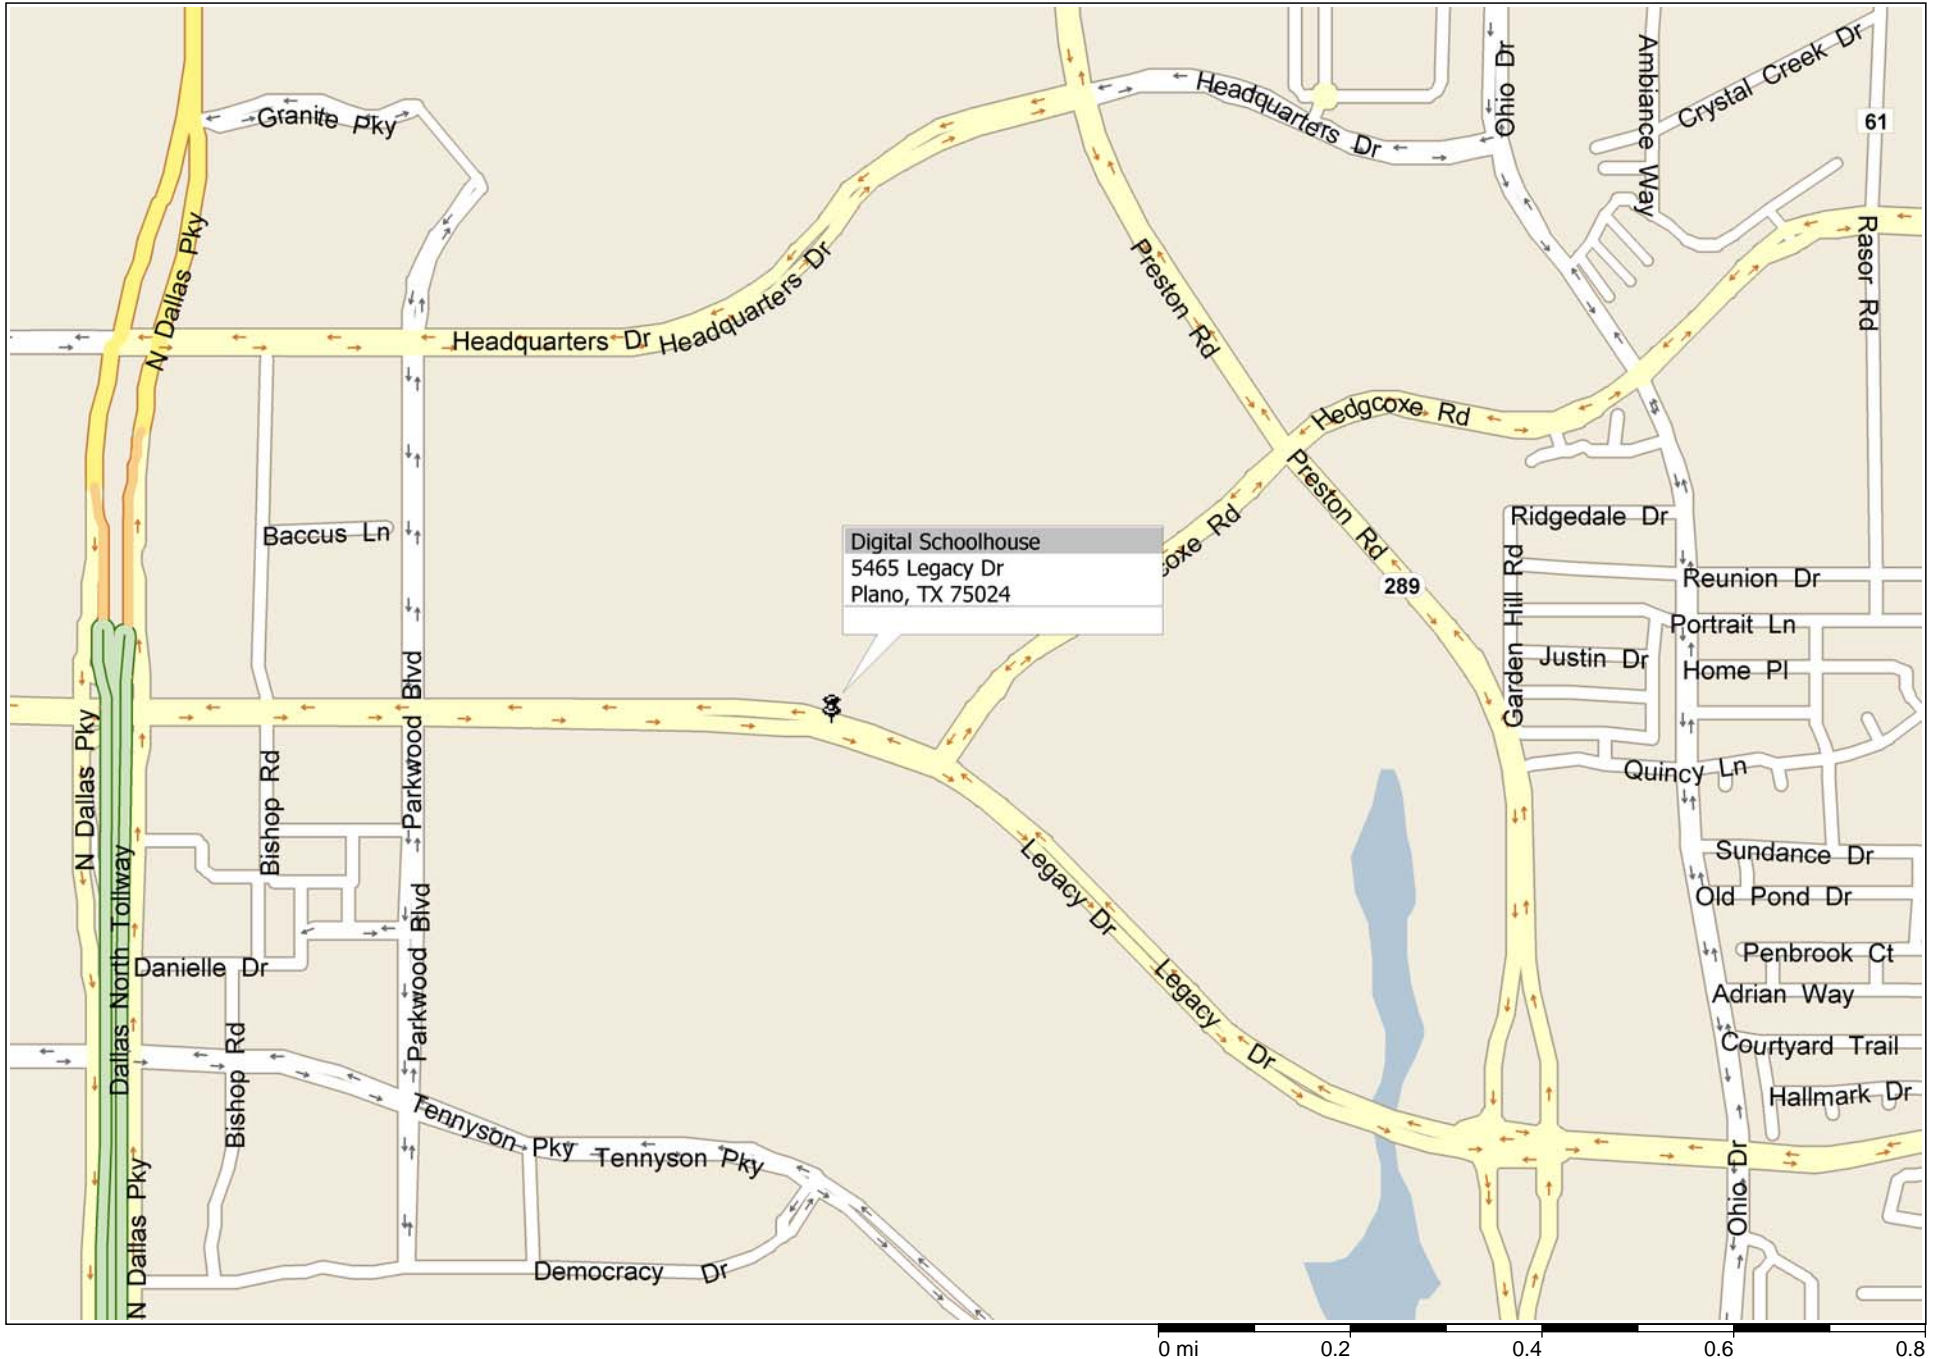 Granite Pky
Headquarters Dr
Ohio Dr
Ambiance Way
Crystal Creek Dr
61
N Dallas Pky
Headquarters Dr
Headquarters Dr
Preston Rd
Rasor Rd
Hedgcoxe Rd
Preston Rd
Baccus Ln
Digital Schoolhouse
5465 Legacy Dr
Plano, TX 75024
coxe Rd
289
Ridgedale Dr
Garden Hill Rd
Reunion Dr
Portrait Ln
Justin Dr
Home Pl
Parkwood Blvd
N Dallas Pky
Bishop Rd
Quincy Ln
Legacy Dr
Sundance Dr
Old Pond Dr
Dallas North Tollway
Parkwood Blvd
Danielle Dr
Legacy Dr
Penbrook Ct
Adrian Way
Bishop Rd
Courtyard Trail
Hallmark Dr
Tennyson Pky
Tennyson Pky
N Dallas Pky
Ohio Dr
Democracy Dr
0 mi 0.2 0.4 0.6 0.8